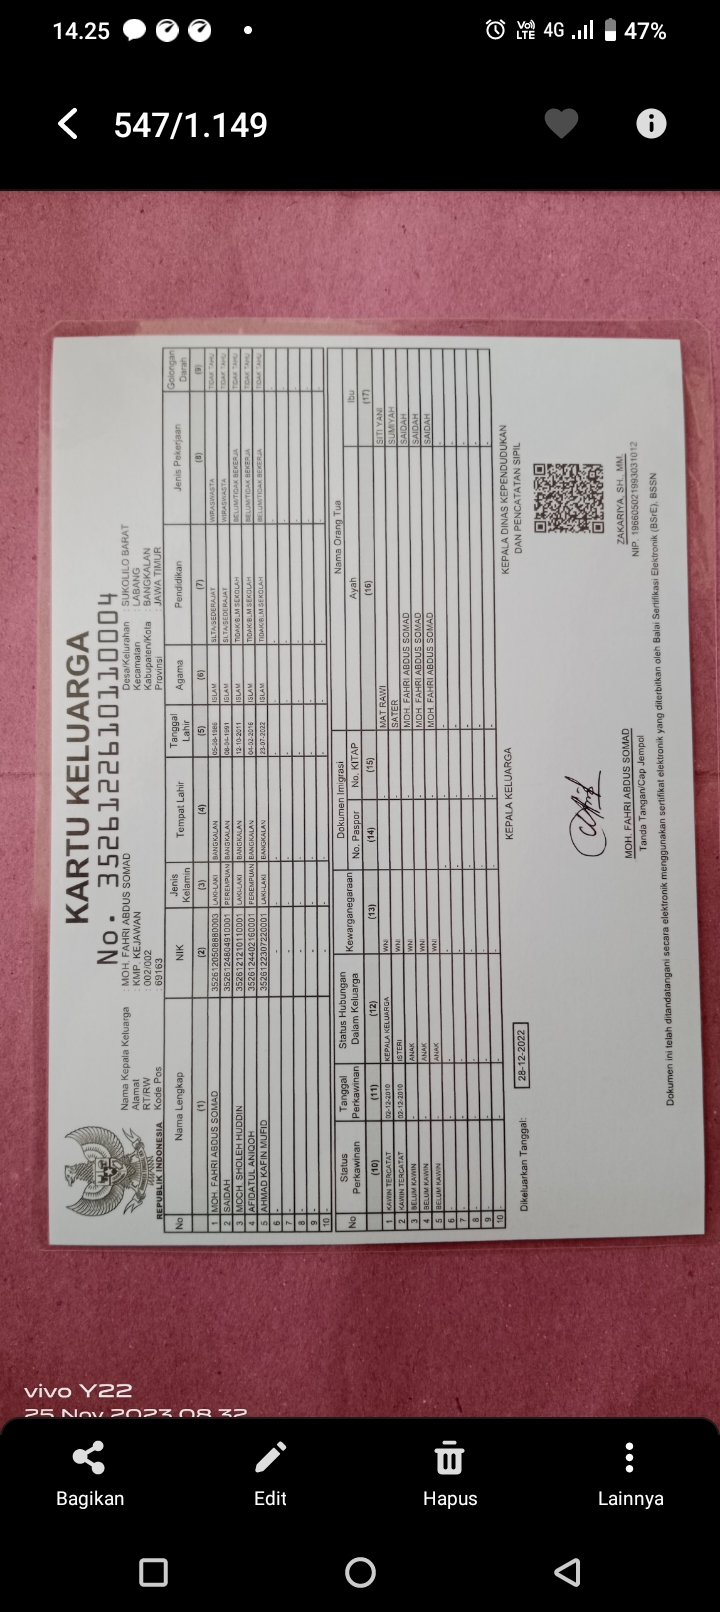 14.25
Vo)) LTE 4G 47%
547/1.149
KARTU KELUARGA
No. 3526122610110004
REPUBLIK INDONESIA
Nama Kepala Keluarga : MOH. FAHRI ABDUS SOMAD
Alamat : KMP. KEJAWAN
RT/RW : 002/002
Kode Pos : 69163
Desa/Kelurahan : SUKOLILO BARAT
Kecamatan : LABANG
Kabupaten/Kota : BANGKALAN
Provinsi : JAWA TIMUR
No Nama Lengkap NIK Jenis Kelamin Tempat Lahir Tanggal Lahir Agama Pendidikan Jenis Pekerjaan Golongan Darah
(1) (2) (3) (4) (5) (6) (7) (8) (9)
1 MOH. FAHRI ABDUS SOMAD 3526120508880003 LAKI-LAKI BANGKALAN ISLAM SLTA/SEDERAJAT WIRASWASTA TIDAK TAHU
2 SAIDAH 3526124804910001 PEREMPUAN BANGKALAN 08-04-1991 ISLAM SLTA/SEDERAJAT WIRASWASTA TIDAK TAHU
3 MOCH. SHOLEH HUDDIN 3526121210110001 LAKI-LAKI BANGKALAN 12-10-2011 ISLAM TIDAK/BLM SEKOLAH BELUM/TIDAK BEKERJA TIDAK TAHU
4 AFIDATUL ANIQOH 3526124402160001 PEREMPUAN BANGKALAN 04-02-2016 ISLAM TIDAK/BLM SEKOLAH BELUM/TIDAK BEKERJA TIDAK TAHU
5 AHMAD KAFIN MUFID 3526122307220001 LAKI-LAKI BANGKALAN 23-07-2022 ISLAM TIDAK/BLM SEKOLAH BELUM/TIDAK BEKERJA TIDAK TAHU
6 - - - - - - - - -
7 - - - - - - - - -
8 - - - - - - - - -
9 - - - - - - - - -
10 - - - - - - - - -
No Status Perkawinan Tanggal Perkawinan Status Hubungan Dalam Keluarga Kewarganegaraan Dokumen Imigrasi Nama Orang Tua
No. Paspor No. KITAP Ayah Ibu
(10) (11) (12) (13) (14) (15) (16) (17)
1 KAWIN TERCATAT 02-12-2010 KEPALA KELUARGA WNI - - MAT RAWI SITI YANI
2 KAWIN TERCATAT 02-12-2010 ISTERI WNI - - SATER SUMIYAH
3 BELUM KAWIN - ANAK WNI - - MOH. FAHRI ABDUS SOMAD SAIDAH
4 BELUM KAWIN - ANAK WNI - - MOH. FAHRI ABDUS SOMAD SAIDAH
5 BELUM KAWIN - ANAK WNI - - MOH. FAHRI ABDUS SOMAD SAIDAH
6 - - - - - - - -
7 - - - - - - - -
8 - - - - - - - -
9 - - - - - - - -
10 - - - - - - - -
Dikeluarkan Tanggal: 28-12-2022
KEPALA KELUARGA
MOH. FAHRI ABDUS SOMAD
Tanda Tangan/Cap Jempol
KEPALA DINAS KEPENDUDUKAN
DAN PENCATATAN SIPIL
ZAKARIYA, SH., MM.
NIP. 196605021993031012
Dokumen ini telah ditandatangani secara elektronik menggunakan sertifikat elektronik yang diterbitkan oleh Balai Sertifikasi Elektronik (BSrE), BSSN
vivo Y22
25 Nov 2023 08.32
Bagikan Edit Hapus Lainnya